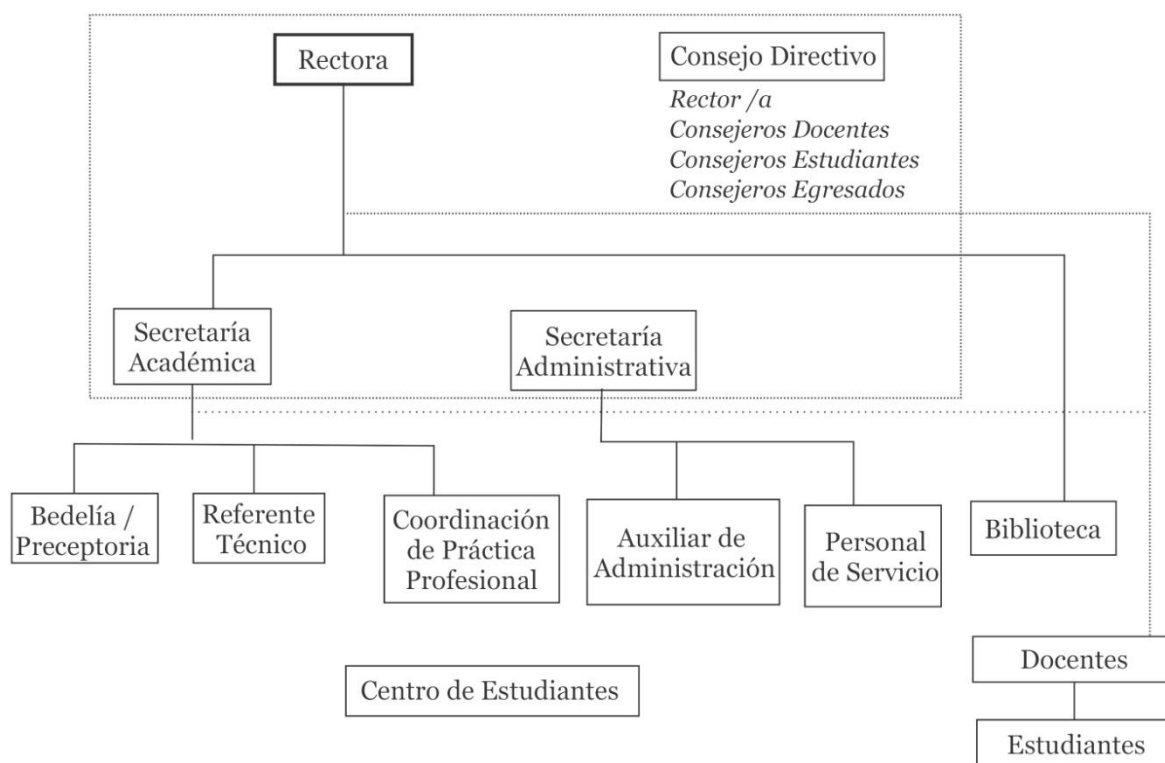 Rectora
Consejo Directivo
Rector /a
Consejeros Docentes
Consejeros Estudiantes
Consejeros Egresados
Secretaría
Académica
Secretaría
Administrativa
Bedelía /
Preceptoria
Referente
Técnico
Coordinación
de Práctica
Profesional
Auxiliar de
Administración
Personal
de Servicio
Biblioteca
Centro de Estudiantes
Docentes
Estudiantes